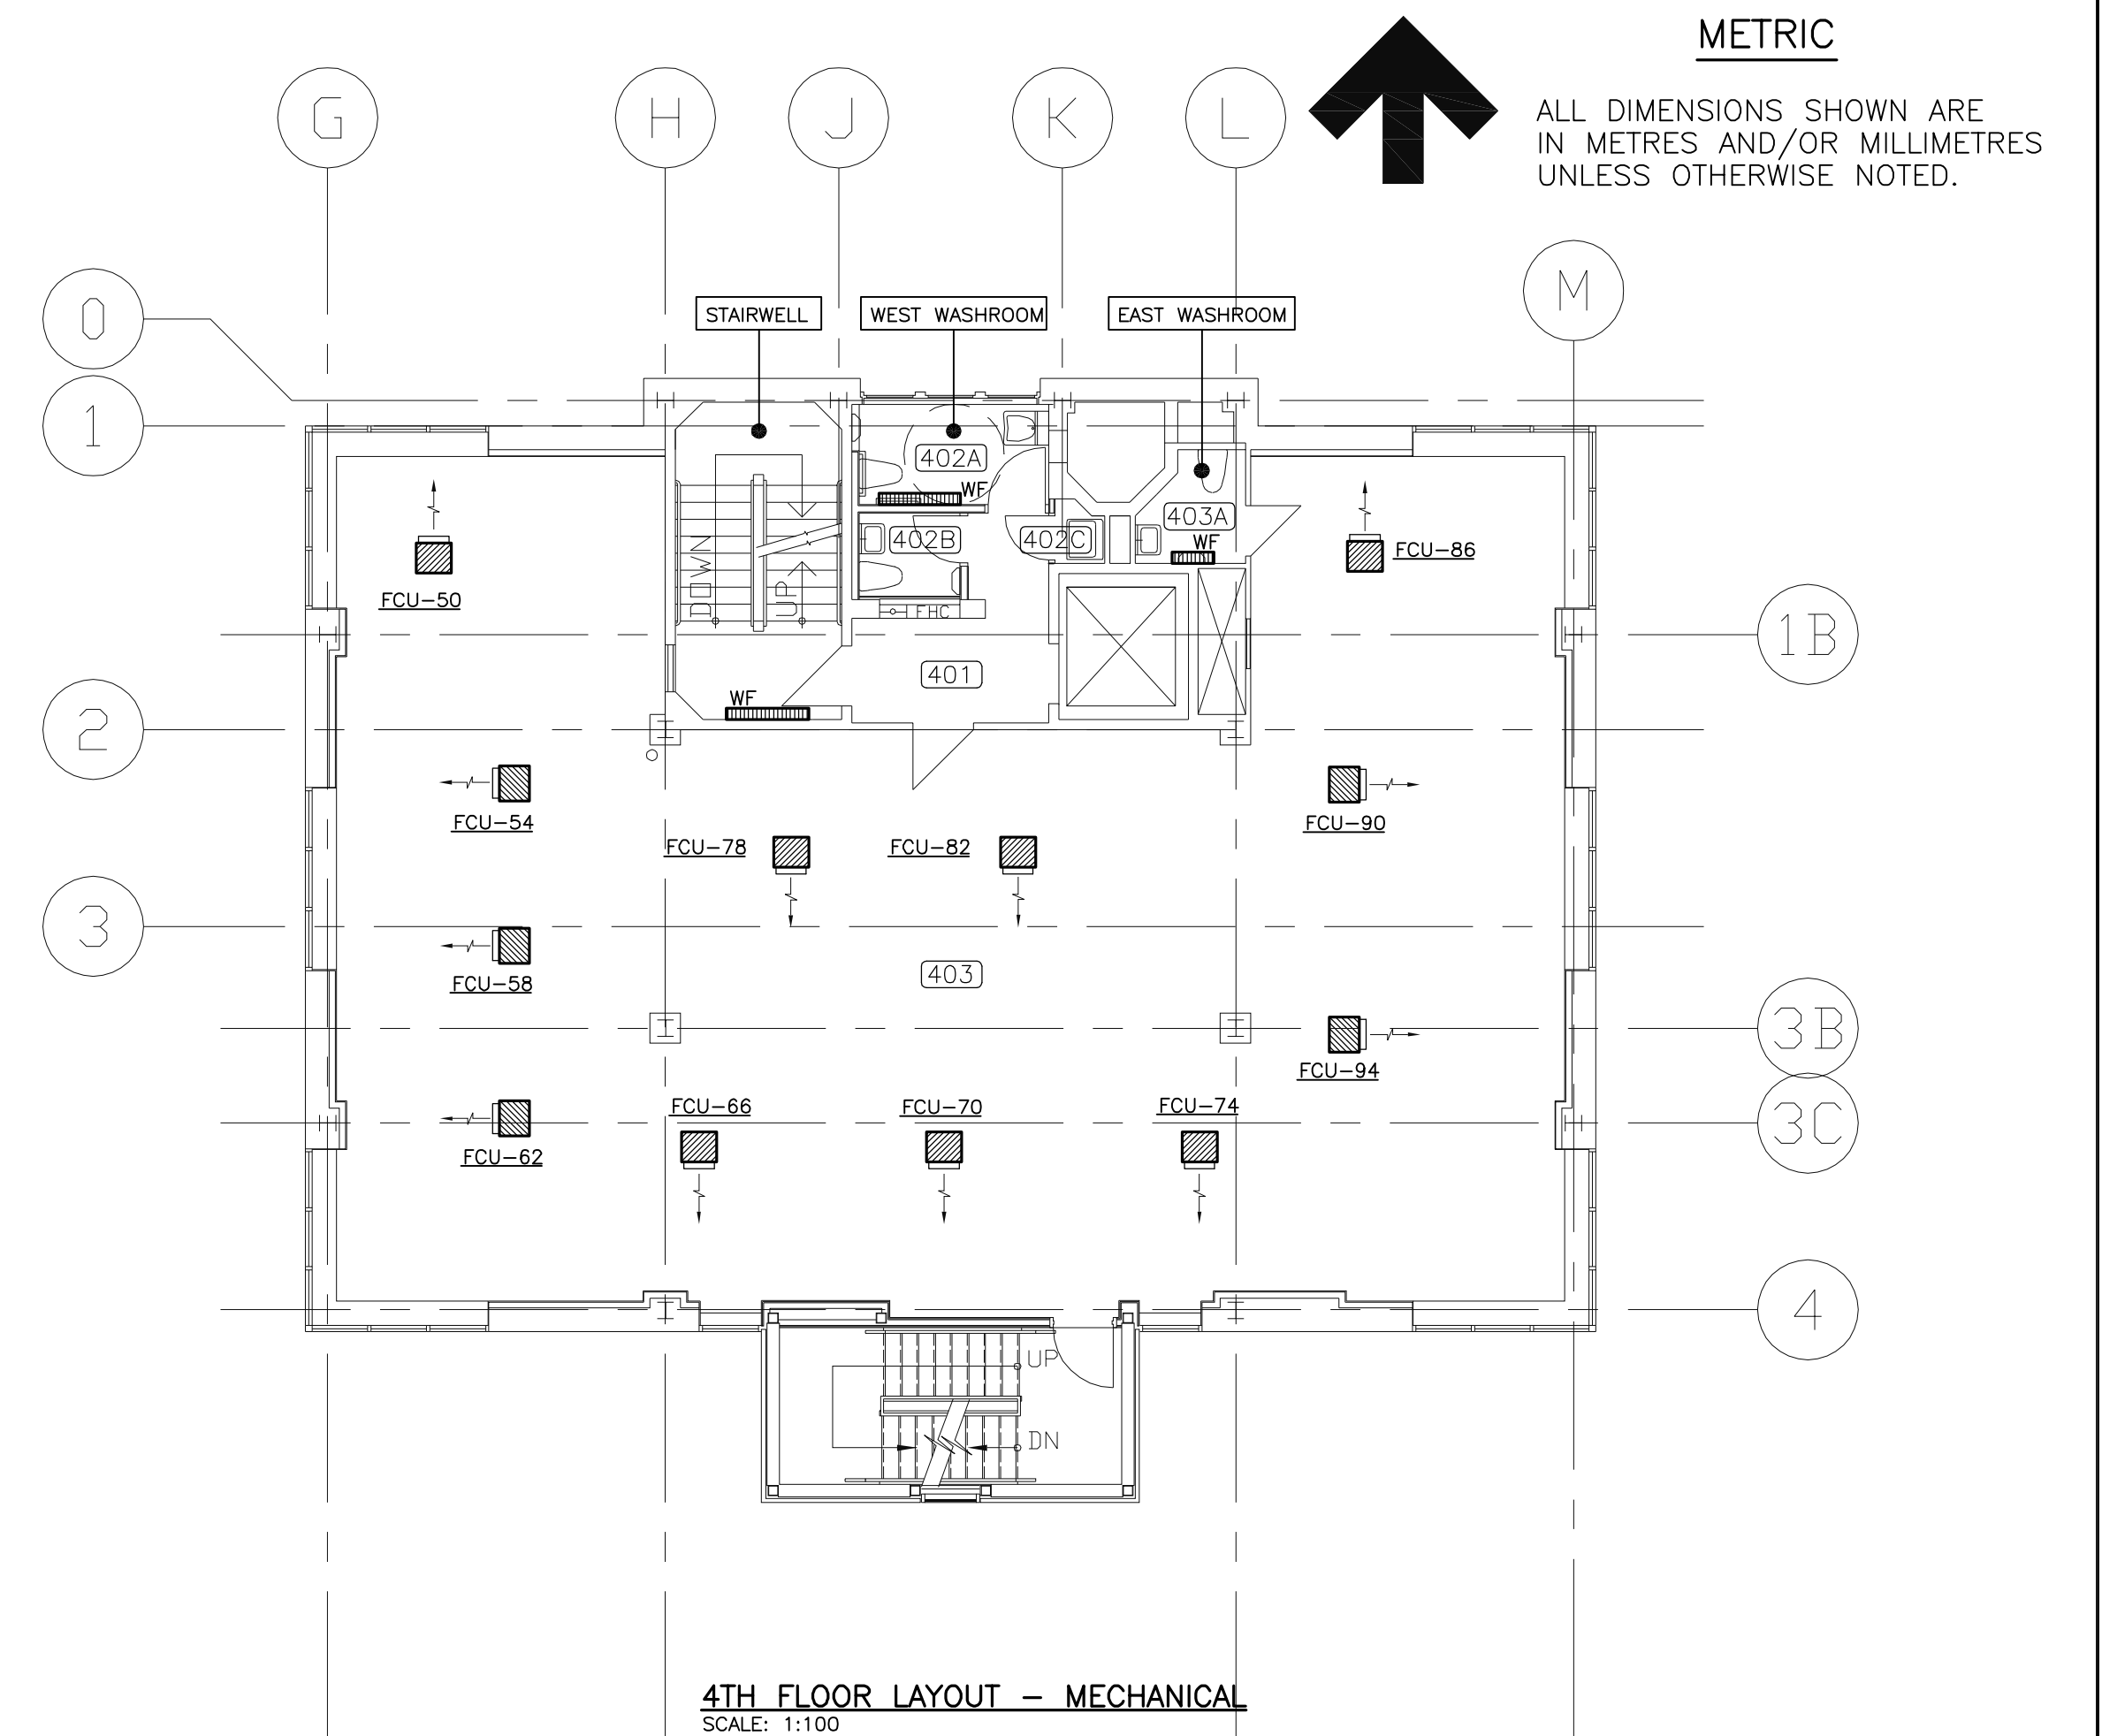 METRIC
ALL DIMENSIONS SHOWN ARE
IN METRES AND/OR MILLIMETRES
UNLESS OTHERWISE NOTED.
G
H
J
K
L
M
0
1
STAIRWELL
WEST WASHROOM
EAST WASHROOM
402A
WF
403A
402B
402C
WF
FCU-86
FCU-50
DOWN
UP
FHC
1B
401
WF
2
FCU-54
FCU-90
FCU-78
FCU-82
3
403
FCU-58
3B
FCU-94
FCU-66
FCU-70
FCU-74
3C
FCU-62
4
UP
DN
4TH FLOOR LAYOUT - MECHANICAL
SCALE: 1:100